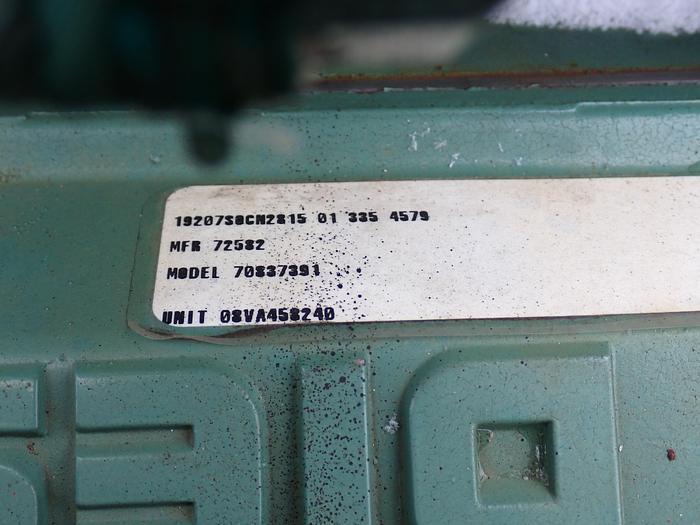 19207S0CN2815 01 335 4579
MFR 72582
MODEL 70837391
UNIT 08VA458240